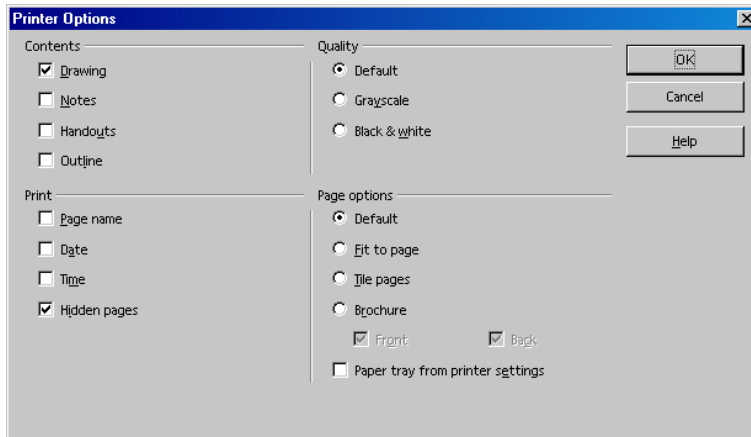 Printer Options
Contents
Drawing
Notes
Handouts
Outline
Quality
Default
Grayscale
Black & white
OK
Cancel
Help
Print
Page name
Date
Time
Hidden pages
Page options
Default
Fit to page
Tile pages
Brochure
Front Back
Paper tray from printer settings